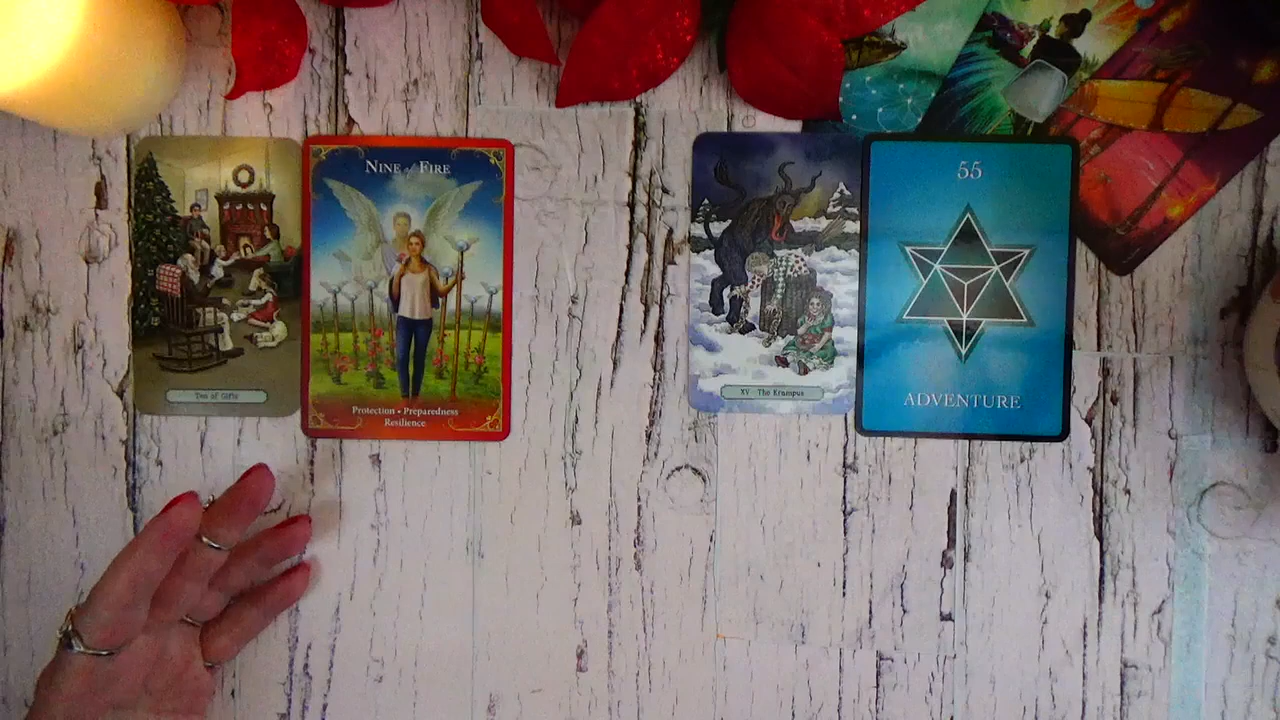 Ten of Gifts
NINE of FIRE
Protection • Preparedness
Resilience
XV The Krampus
55
ADVENTURE